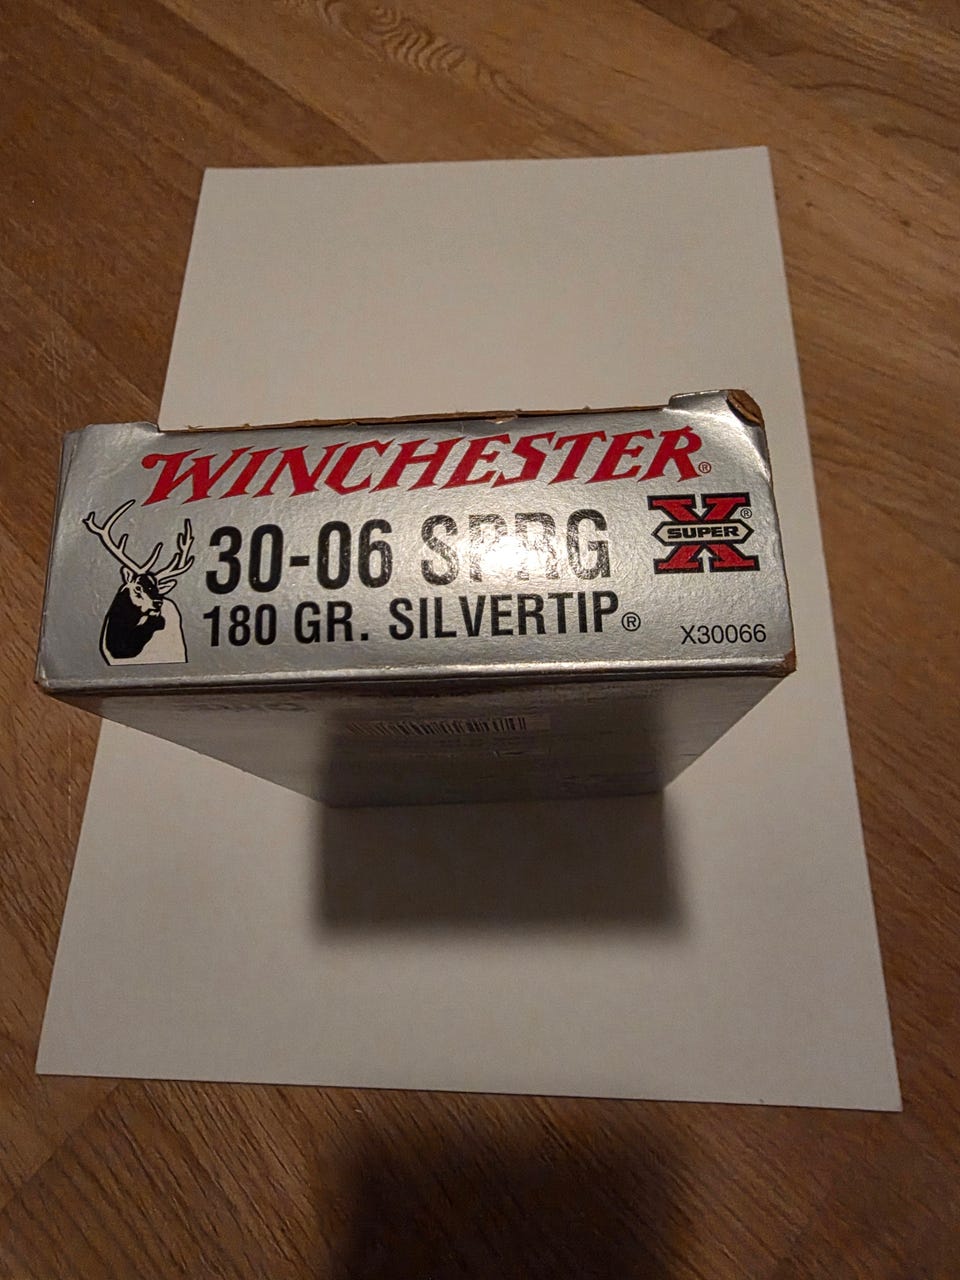 WINCHESTER®
30-06 SPRG
180 GR. SILVERTIP®
X®
SUPER
X30066